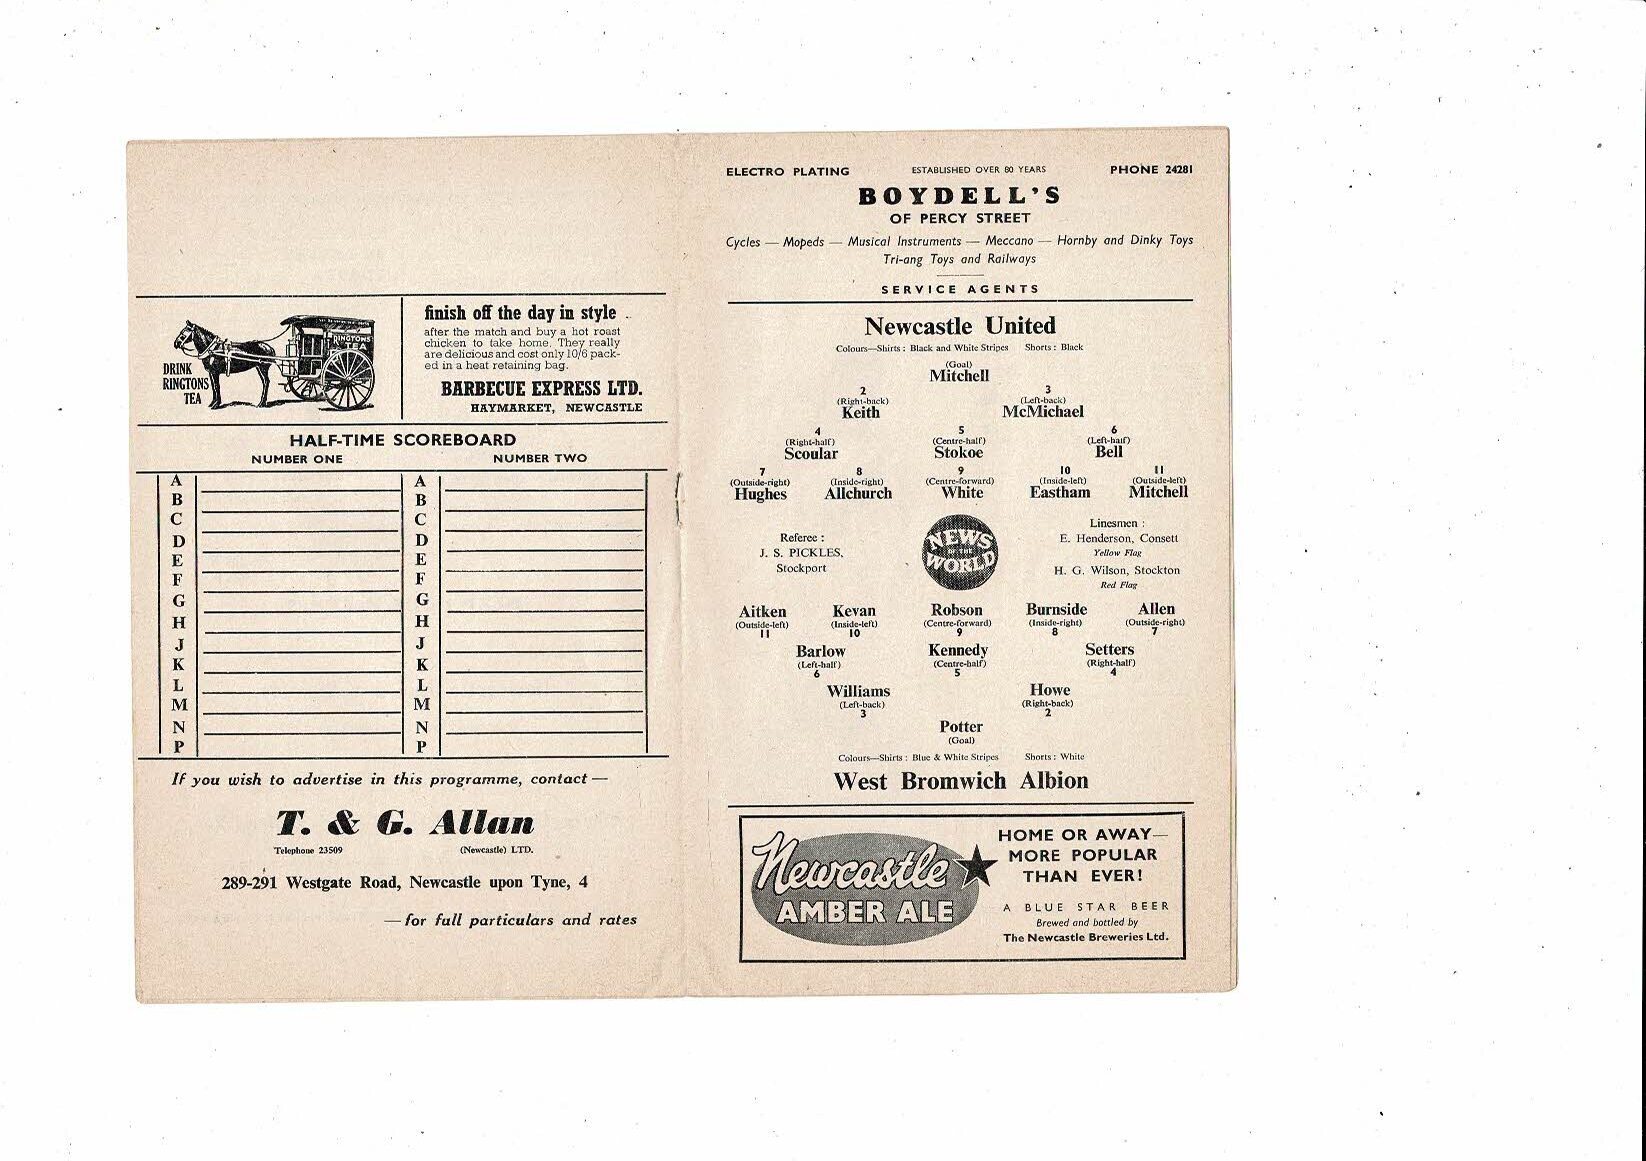 DRINK
RINGTONS
TEA
RINGTONS
TEA
finish off the day in style
after the match and buy a hot roast
chicken to take home. They really
are delicious and cost only 10/6 pack-
ed in a heat retaining bag.
BARBECUE EXPRESS LTD.
HAYMARKET, NEWCASTLE
HALF-TIME SCOREBOARD
NUMBER ONE NUMBER TWO
A A
B B
C C
D D
E E
F F
G G
H H
J J
K K
L L
M M
N N
P P
If you wish to advertise in this programme, contact —
T. & G. Allan
Telephone 23509 (Newcastle) LTD.
289-291 Westgate Road, Newcastle upon Tyne, 4
— for full particulars and rates
ELECTRO PLATING ESTABLISHED OVER 80 YEARS PHONE 24281
BOYDELL'S
OF PERCY STREET
Cycles — Mopeds — Musical Instruments — Meccano — Hornby and Dinky Toys
Tri-ang Toys and Railways
SERVICE AGENTS
Newcastle United
Colours—Shirts : Black and White Stripes Shorts : Black
(Goal)
Mitchell
2 3
(Right-back) (Left-back)
Keith McMichael
4 5 6
(Right-half) (Centre-half) (Left-half)
Scoular Stokoe Bell
7 8 9 10 11
(Outside-right) (Inside-right) (Centre-forward) (Inside-left) (Outside-left)
Hughes Allchurch White Eastham Mitchell
Referee :
J. S. PICKLES,
Stockport
NEWS
OF THE
WORLD
Linesmen :
E. Henderson, Consett
Yellow Flag
H. G. Wilson, Stockton
Red Flag
Aitken Kevan Robson Burnside Allen
(Outside-left) (Inside-left) (Centre-forward) (Inside-right) (Outside-right)
11 10 9 8 7
Barlow Kennedy Setters
(Left-half) (Centre-half) (Right-half)
6 5 4
Williams Howe
(Left-back) (Right-back)
3 2
Potter
(Goal)
Colours—Shirts : Blue & White Stripes Shorts : White
West Bromwich Albion
Newcastle
AMBER ALE
HOME OR AWAY—
MORE POPULAR
THAN EVER!
A BLUE STAR BEER
Brewed and bottled by
The Newcastle Breweries Ltd.